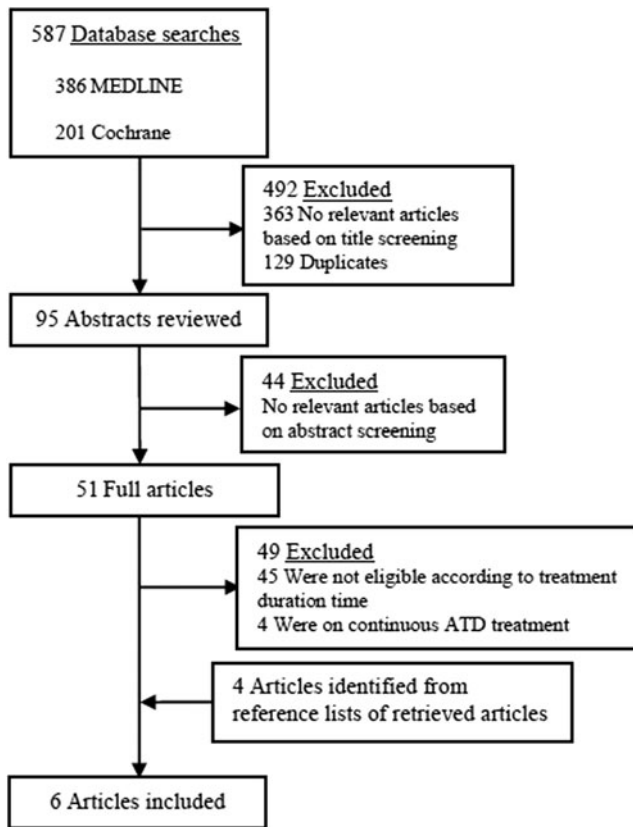 587 Database searches
386 MEDLINE
201 Cochrane
492 Excluded
363 No relevant articles
based on title screening
129 Duplicates
95 Abstracts reviewed
44 Excluded
No relevant articles based
on abstract screening
51 Full articles
49 Excluded
45 Were not eligible according to treatment
duration time
4 Were on continuous ATD treatment
4 Articles identified from
reference lists of retrieved articles
6 Articles included